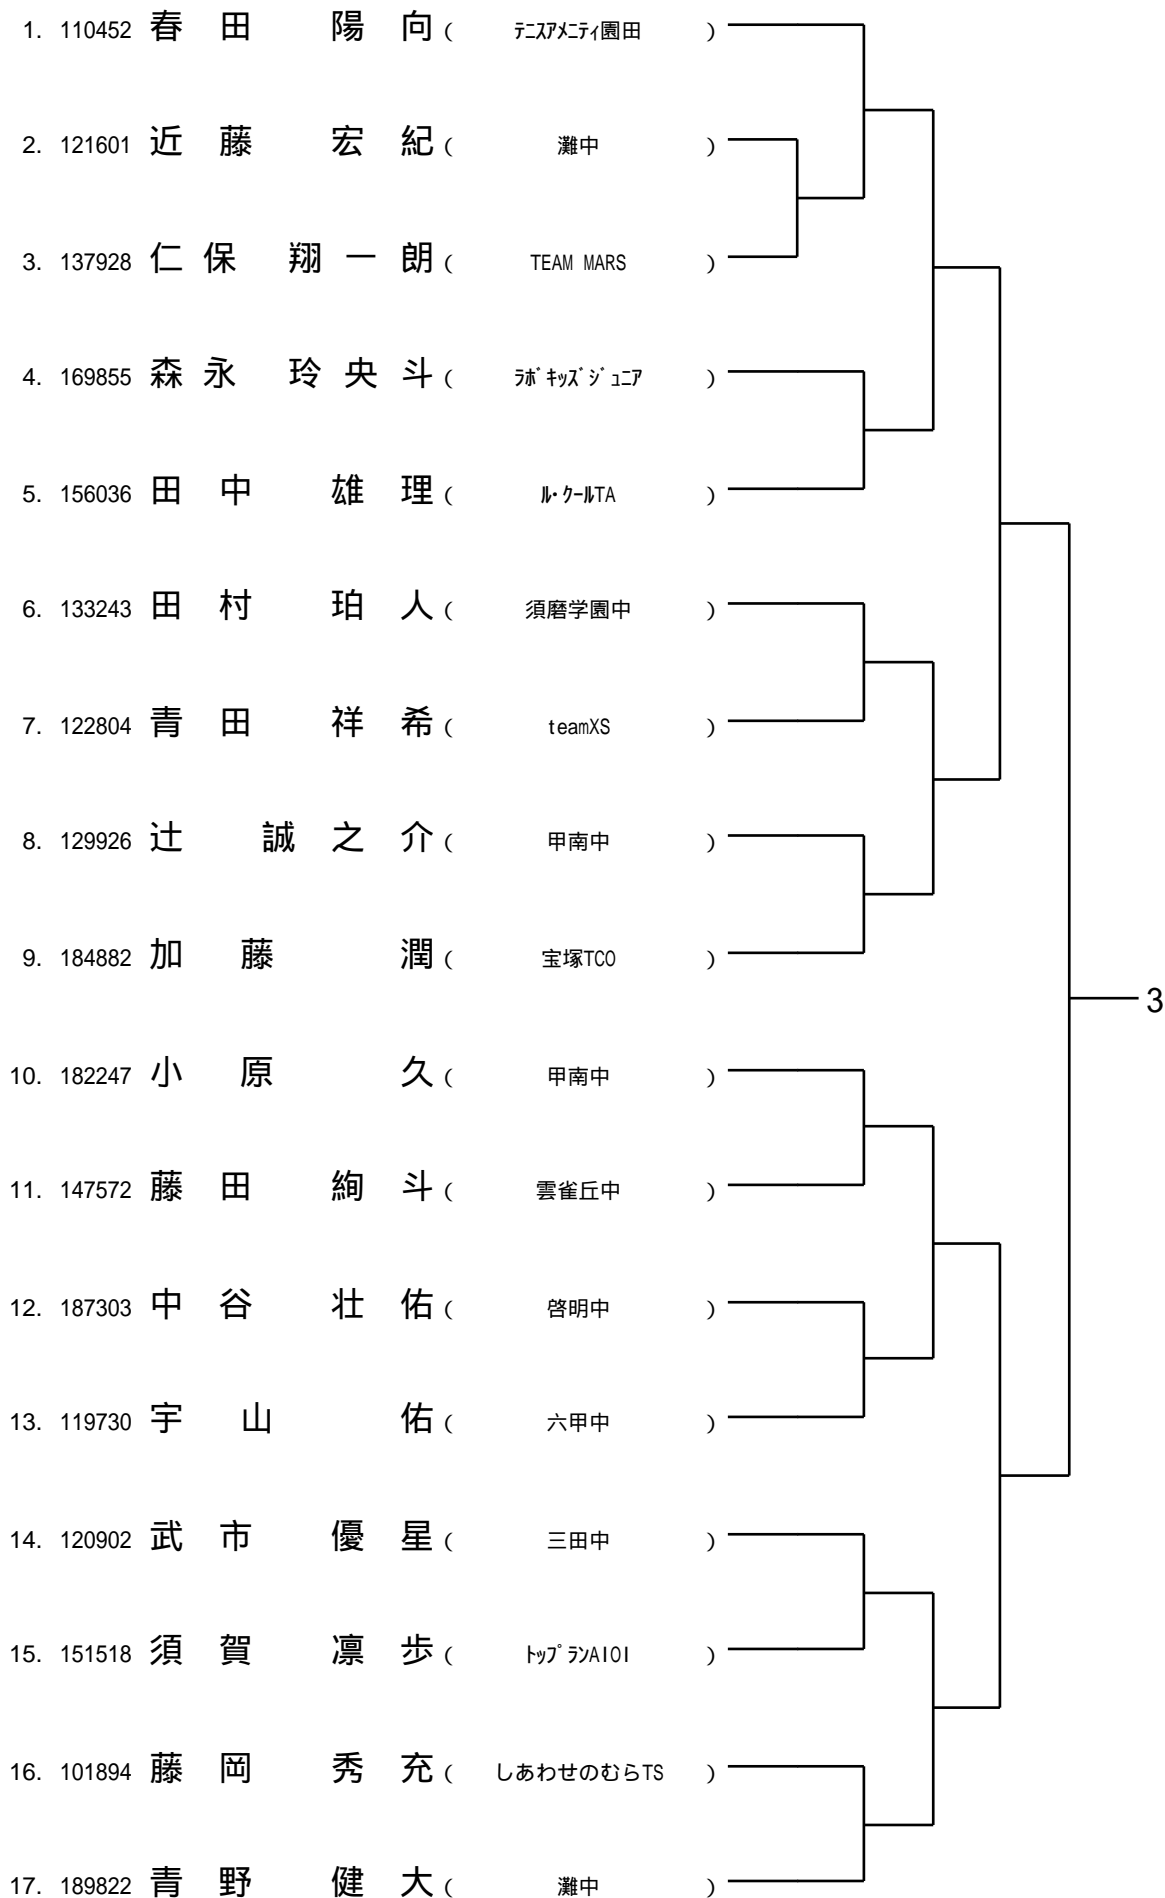 1. 110452 春田 陽向 ( テニスアメニティ園田 )
2. 121601 近藤 宏紀 ( 灘中 )
3. 137928 仁保 翔一朗 ( TEAM MARS )
4. 169855 森永 玲央斗 ( ラボキッズジュニア )
5. 156036 田中 雄理 ( ル・クールTA )
6. 133243 田村 珀人 ( 須磨学園中 )
7. 122804 青田 祥希 ( teamXS )
8. 129926 辻 誠之介 ( 甲南中 )
9. 184882 加藤 潤 ( 宝塚TCO )
3
10. 182247 小原 久 ( 甲南中 )
11. 147572 藤田 絢斗 ( 雲雀丘中 )
12. 187303 中谷 壮佑 ( 啓明中 )
13. 119730 宇山 佑 ( 六甲中 )
14. 120902 武市 優星 ( 三田中 )
15. 151518 須賀 凛歩 ( トップランAIOI )
16. 101894 藤岡 秀充 ( しあわせのむらTS )
17. 189822 青野 健大 ( 灘中 )